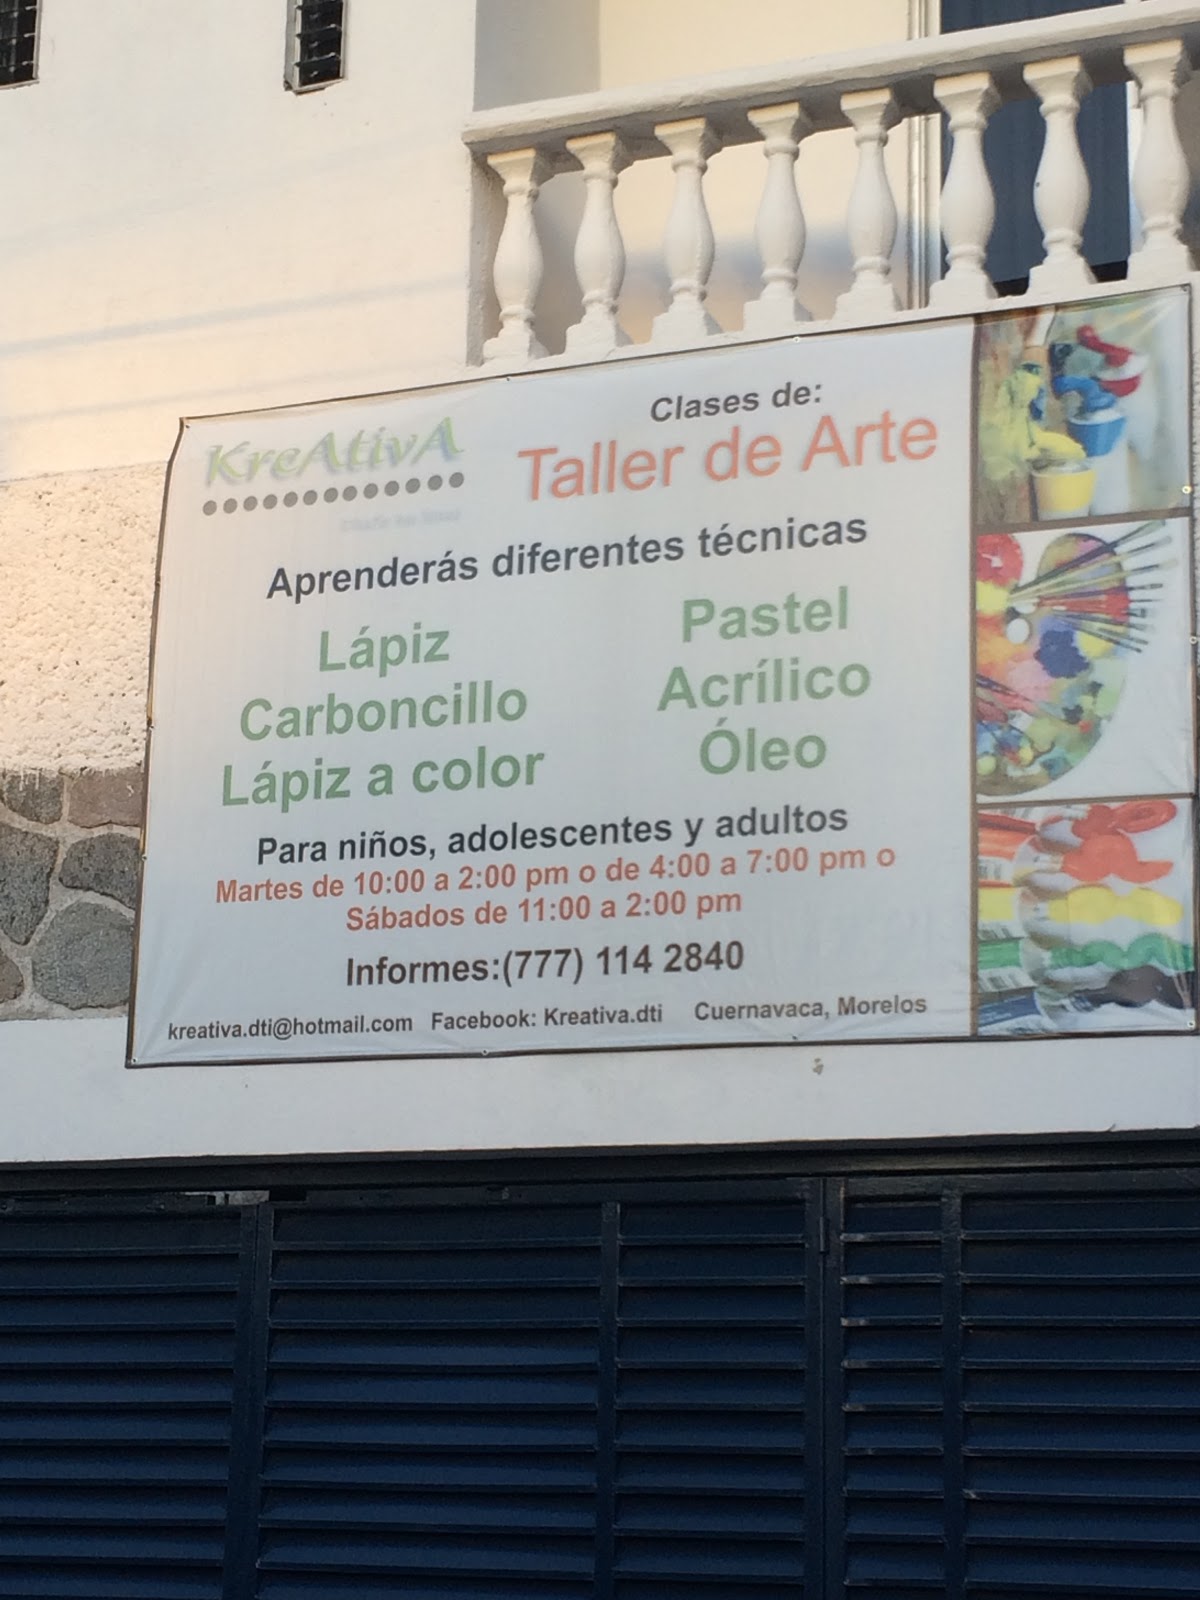 KreAtivA
Clases de:
Taller de Arte
Aprenderás diferentes técnicas
Lápiz
Carboncillo
Lápiz a color
Pastel
Acrílico
Óleo
Para niños, adolescentes y adultos
Martes de 10:00 a 2:00 pm o de 4:00 a 7:00 pm o
Sábados de 11:00 a 2:00 pm
Informes:(777) 114 2840
kreativa.dti@hotmail.com Facebook: Kreativa.dti Cuernavaca, Morelos